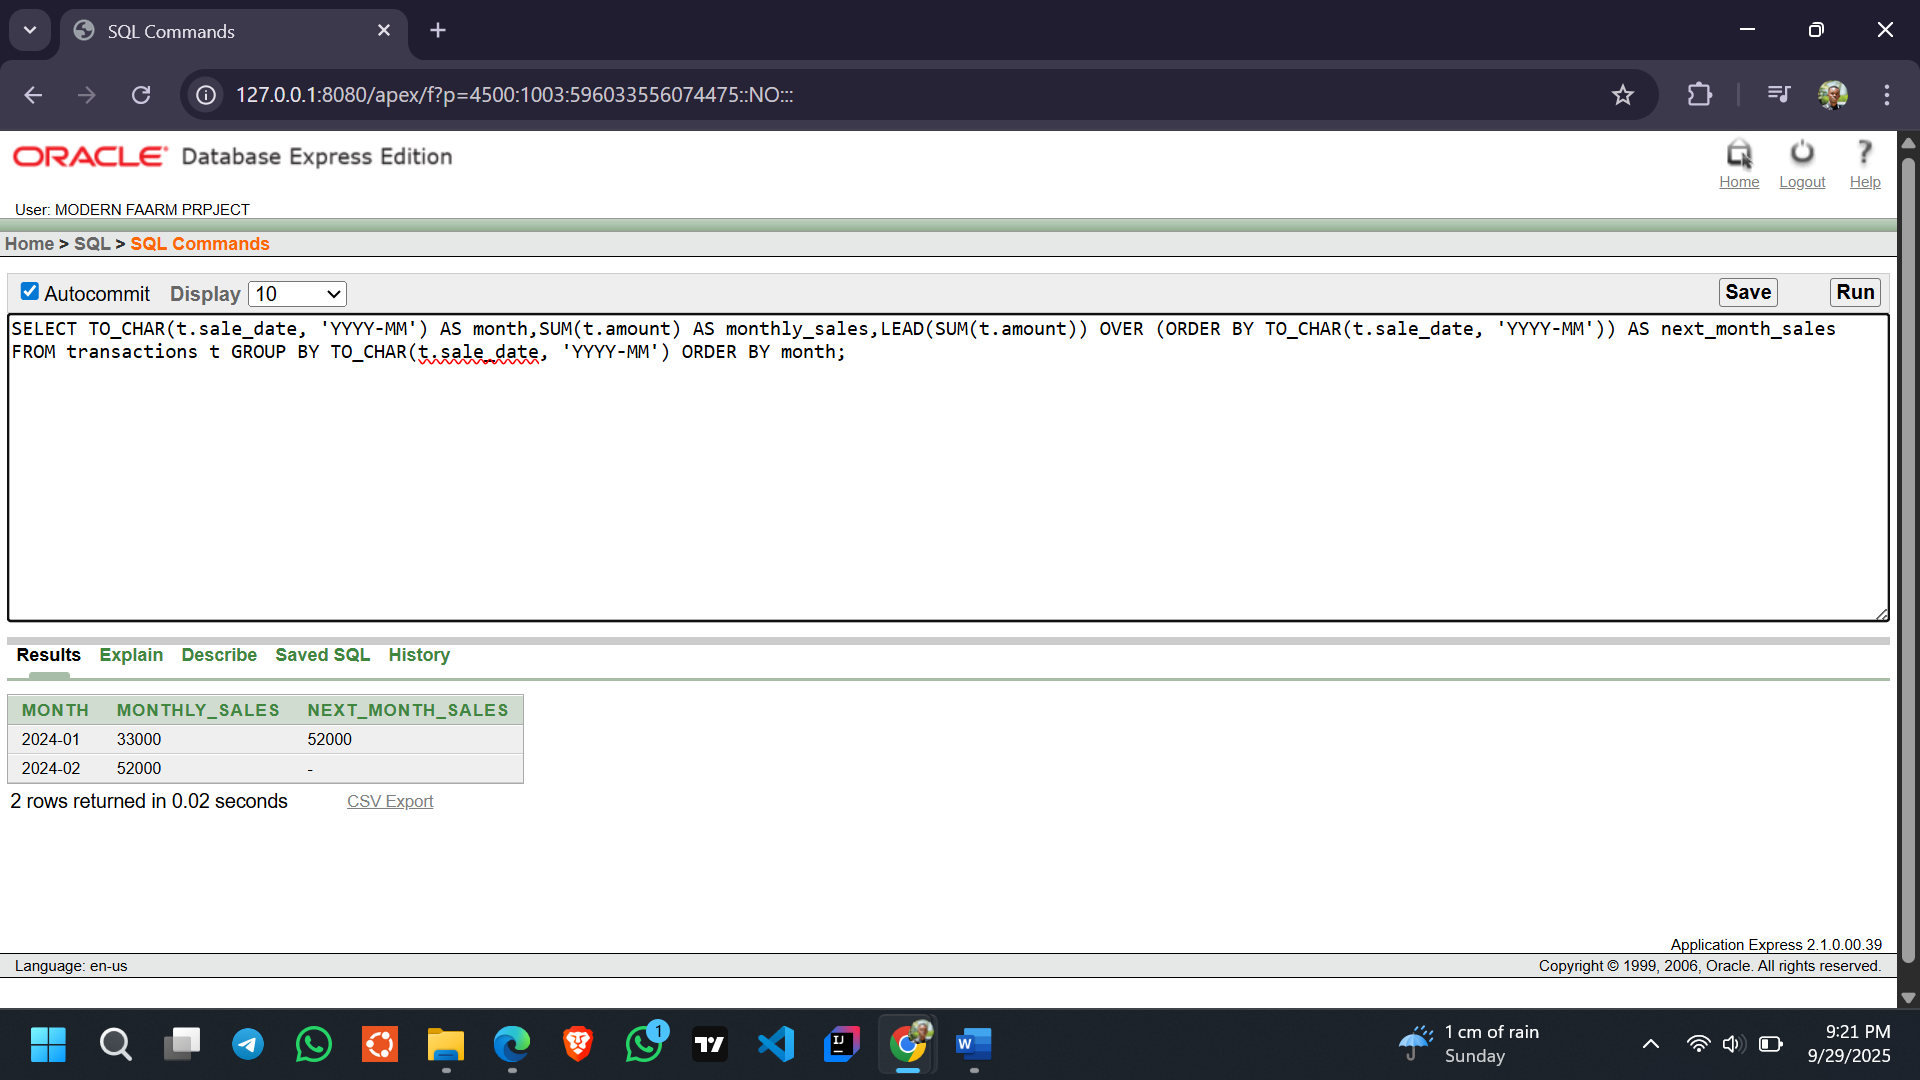 SQL Commands
127.0.0.1:8080/apex/f?p=4500:1003:596033556074475::NO:::
ORACLE Database Express Edition
Home Logout Help
User: MODERN FAARM PRPJECT
Home > SQL > SQL Commands
Autocommit Display 10 Save Run
SELECT TO_CHAR(t.sale_date, 'YYYY-MM') AS month,SUM(t.amount) AS monthly_sales,LEAD(SUM(t.amount)) OVER (ORDER BY TO_CHAR(t.sale_date, 'YYYY-MM')) AS next_month_sales
FROM transactions t GROUP BY TO_CHAR(t.sale_date, 'YYYY-MM') ORDER BY month;
Results Explain Describe Saved SQL History
MONTH MONTHLY_SALES NEXT_MONTH_SALES
2024-01 33000 52000
2024-02 52000 -
2 rows returned in 0.02 seconds CSV Export
Application Express 2.1.0.00.39
Language: en-us Copyright © 1999, 2006, Oracle. All rights reserved.
1 cm of rain
Sunday
1
9:21 PM
9/29/2025